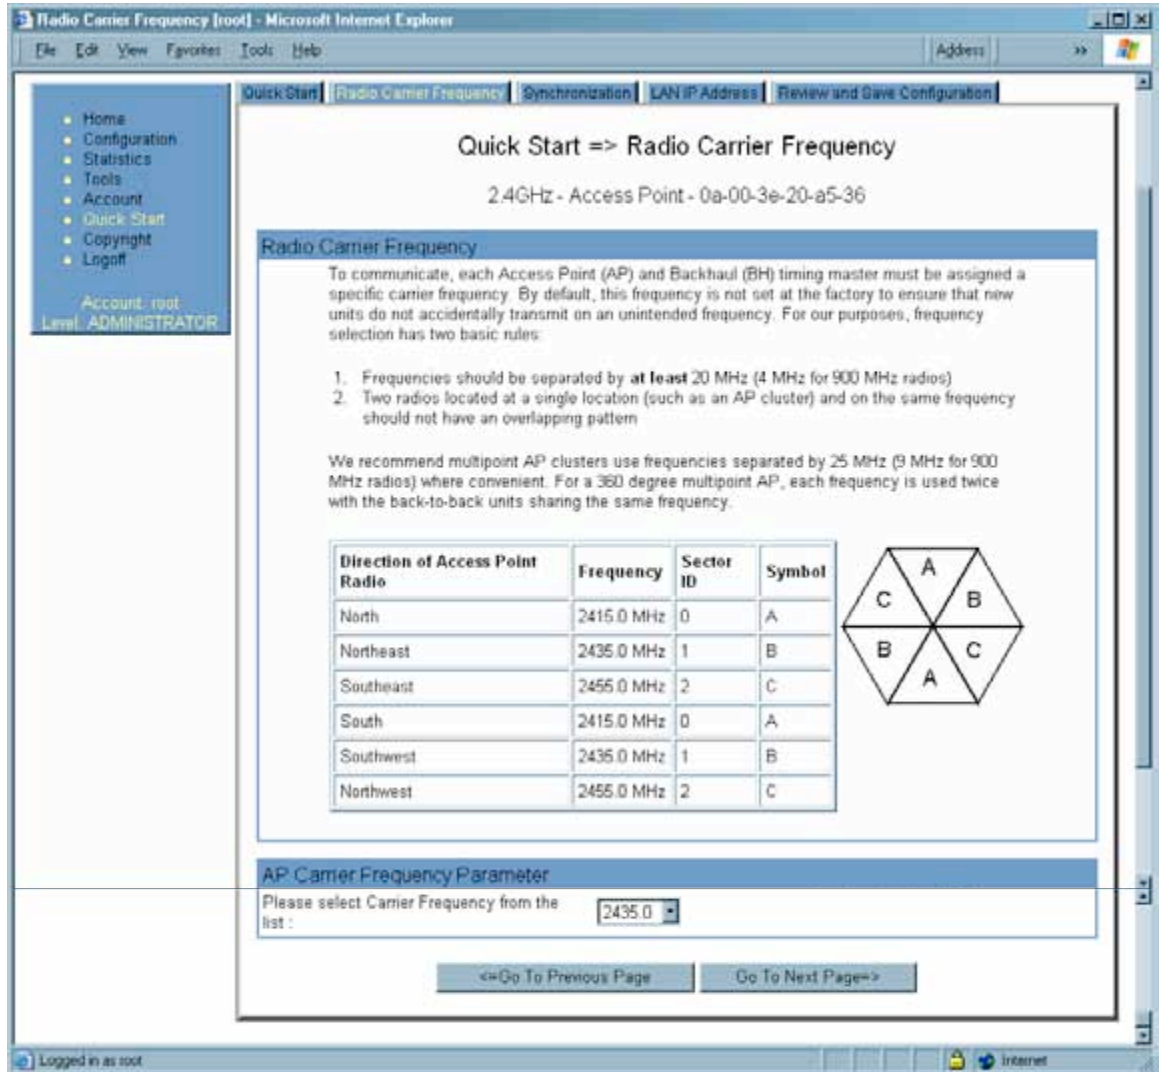 Radio Carrier Frequency [root] - Microsoft Internet Explorer
File Edit View Favorites Tools Help
Address
Quick Start Radio Carrier Frequency Synchronization LAN IP Address Review and Save Configuration
Home
Configuration
Statistics
Tools
Account
Quick Start
Copyright
Logoff
Account: root
Level: ADMINISTRATOR
Quick Start => Radio Carrier Frequency
2.4GHz - Access Point - 0a-00-3e-20-a5-36
Radio Carrier Frequency
To communicate, each Access Point (AP) and Backhaul (BH) timing master must be assigned a
specific carrier frequency. By default, this frequency is not set at the factory to ensure that new
units do not accidentally transmit on an unintended frequency. For our purposes, frequency
selection has two basic rules:
1. Frequencies should be separated by at least 20 MHz (4 MHz for 900 MHz radios)
2. Two radios located at a single location (such as an AP cluster) and on the same frequency
should not have an overlapping pattern
We recommend multipoint AP clusters use frequencies separated by 25 MHz (9 MHz for 900
MHz radios) where convenient. For a 360 degree multipoint AP, each frequency is used twice
with the back-to-back units sharing the same frequency.
Direction of Access Point Radio Frequency Sector ID Symbol
North 2415.0 MHz 0 A
Northeast 2435.0 MHz 1 B
Southeast 2455.0 MHz 2 C
South 2415.0 MHz 0 A
Southwest 2435.0 MHz 1 B
Northwest 2455.0 MHz 2 C
A
C B
B C
A
AP Carrier Frequency Parameter
Please select Carrier Frequency from the
list :
2435.0
<=Go To Previous Page Go To Next Page=>
Logged in as root
Internet